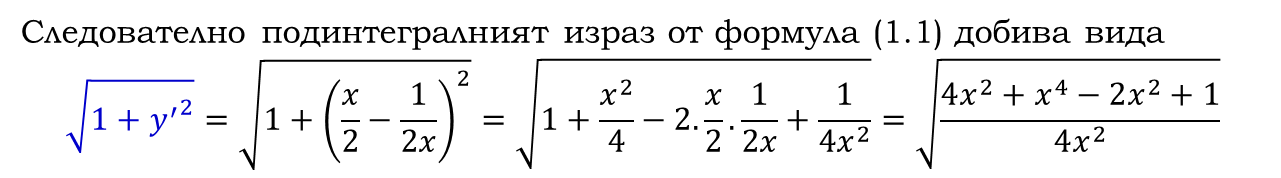 Следователно подинтегралният израз от формула (1.1) добива вида
√(1 + y′²) = √(1 + (x/2 − 1/2x)²) = √(1 + x²/4 − 2.x/2.1/2x + 1/4x²) = √((4x² + x⁴ − 2x² + 1)/4x²)